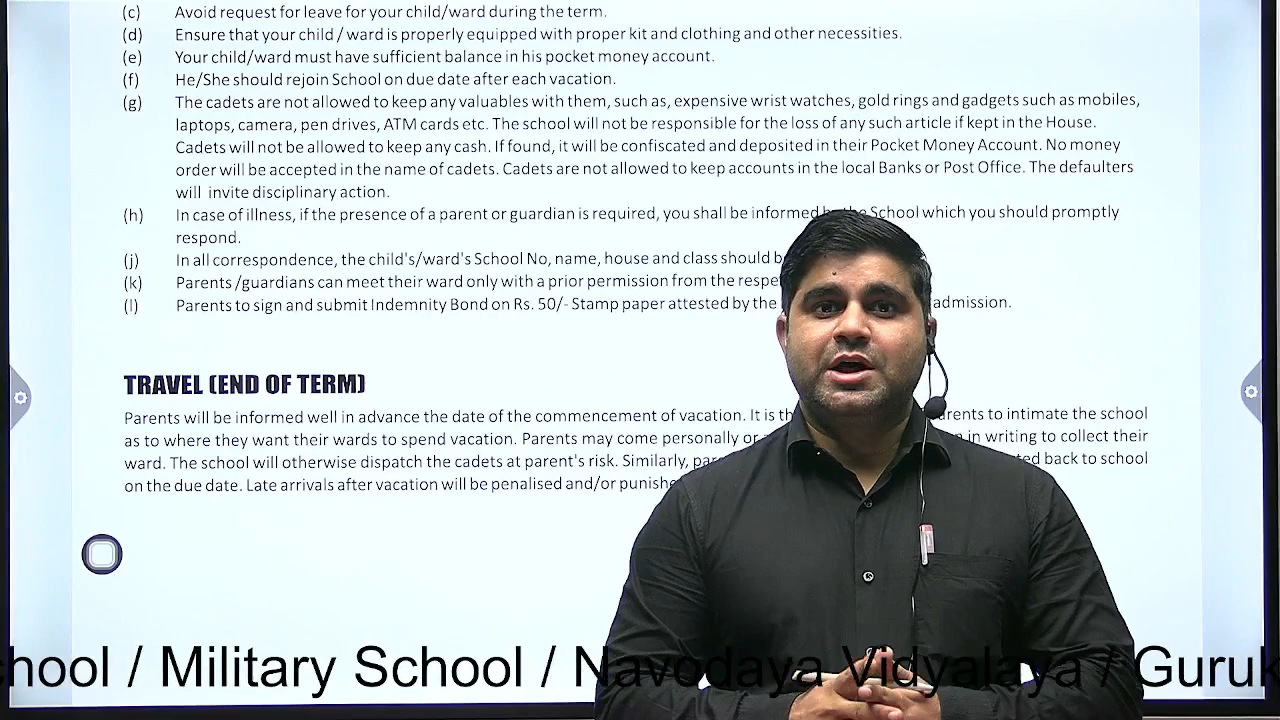 (c) Avoid request for leave for your child/ward during the term.
(d) Ensure that your child / ward is properly equipped with proper kit and clothing and other necessities.
(e) Your child/ward must have sufficient balance in his pocket money account.
(f) He/She should rejoin School on due date after each vacation.
(g) The cadets are not allowed to keep any valuables with them, such as, expensive wrist watches, gold rings and gadgets such as mobiles,
laptops, camera, pen drives, ATM cards etc. The school will not be responsible for the loss of any such article if kept in the House.
Cadets will not be allowed to keep any cash. If found, it will be confiscated and deposited in their Pocket Money Account. No money
order will be accepted in the name of cadets. Cadets are not allowed to keep accounts in the local Banks or Post Office. The defaulters
will invite disciplinary action.
(h) In case of illness, if the presence of a parent or guardian is required, you shall be informed by the School which you should promptly
respond.
(j) In all correspondence, the child's/ward's School No, name, house and class should
(k) Parents /guardians can meet their ward only with a prior permission from the
(l) Parents to sign and submit Indemnity Bond on Rs. 50/- Stamp paper attested by the admission.
TRAVEL (END OF TERM)
Parents will be informed well in advance the date of the commencement of vacation. It is to intimate the school
as to where they want their wards to spend vacation. Parents may come personally or in writing to collect their
ward. The school will otherwise dispatch the cadets at parent's risk. Similarly, back to school
on the due date. Late arrivals after vacation will be penalised and/or
/ Military School / Navodaya Vidyalaya /